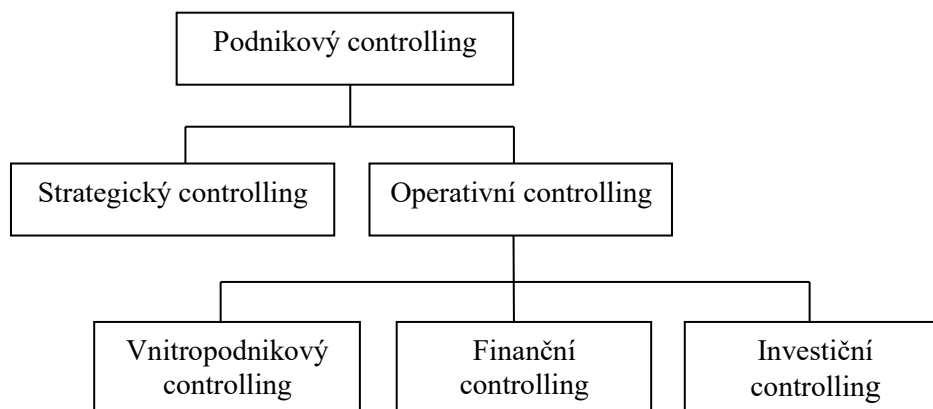 Podnikový controlling
Strategický controlling
Operativní controlling
Vnitropodnikový
controlling
Finanční
controlling
Investiční
controlling